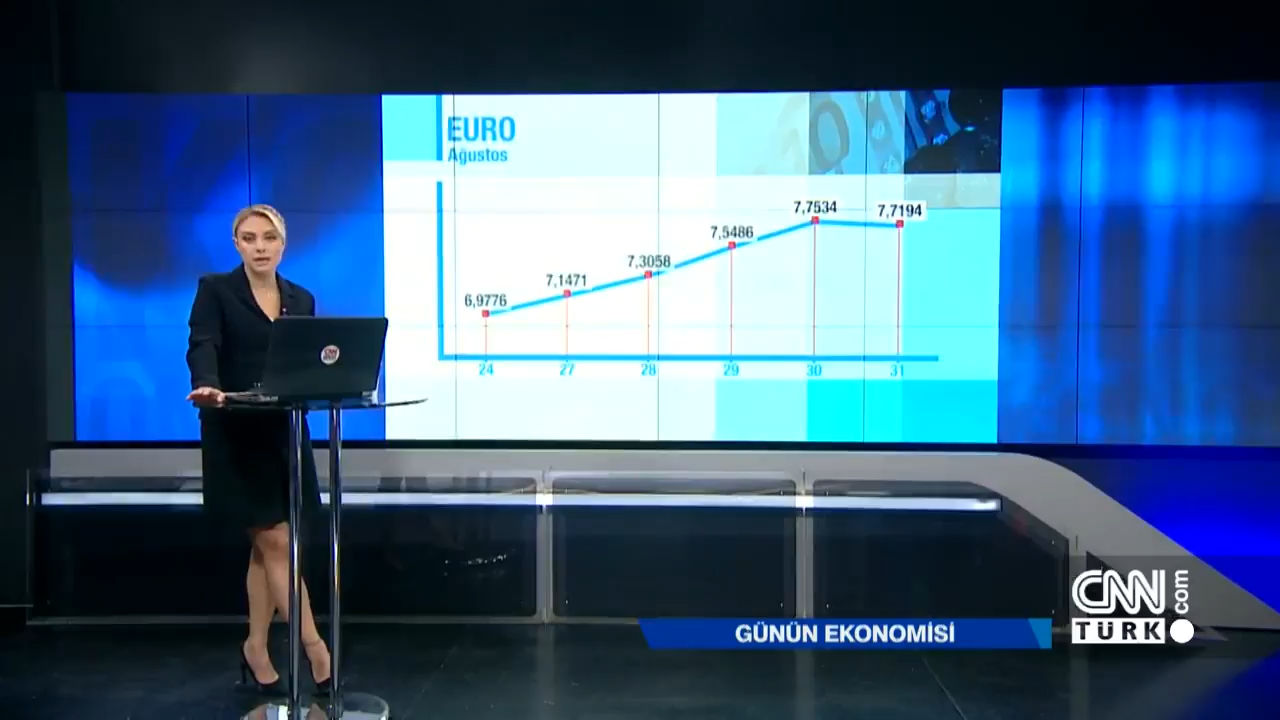 EURO
Ağustos
6,9776
7,1471
7,3058
7,5486
7,7534
7,7194
24
27
28
29
30
31
CNN
GÜNÜN EKONOMİSİ
CNN
TÜRK
.com